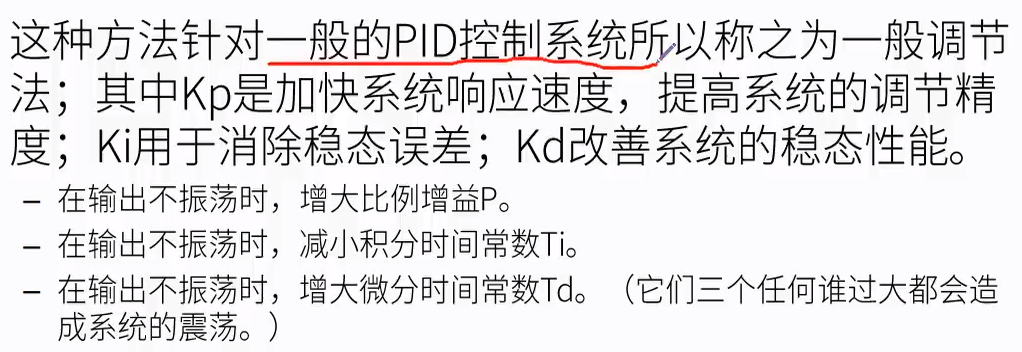 这种方法针对一般的PID控制系统所以称之为一般调节
法；其中Kp是加快系统响应速度，提高系统的调节精
度；Ki用于消除稳态误差；Kd改善系统的稳态性能。
– 在输出不振荡时，增大比例增益P。
– 在输出不振荡时，减小积分时间常数Ti。
– 在输出不振荡时，增大微分时间常数Td。（它们三个任何谁过大都会造
成系统的震荡。）